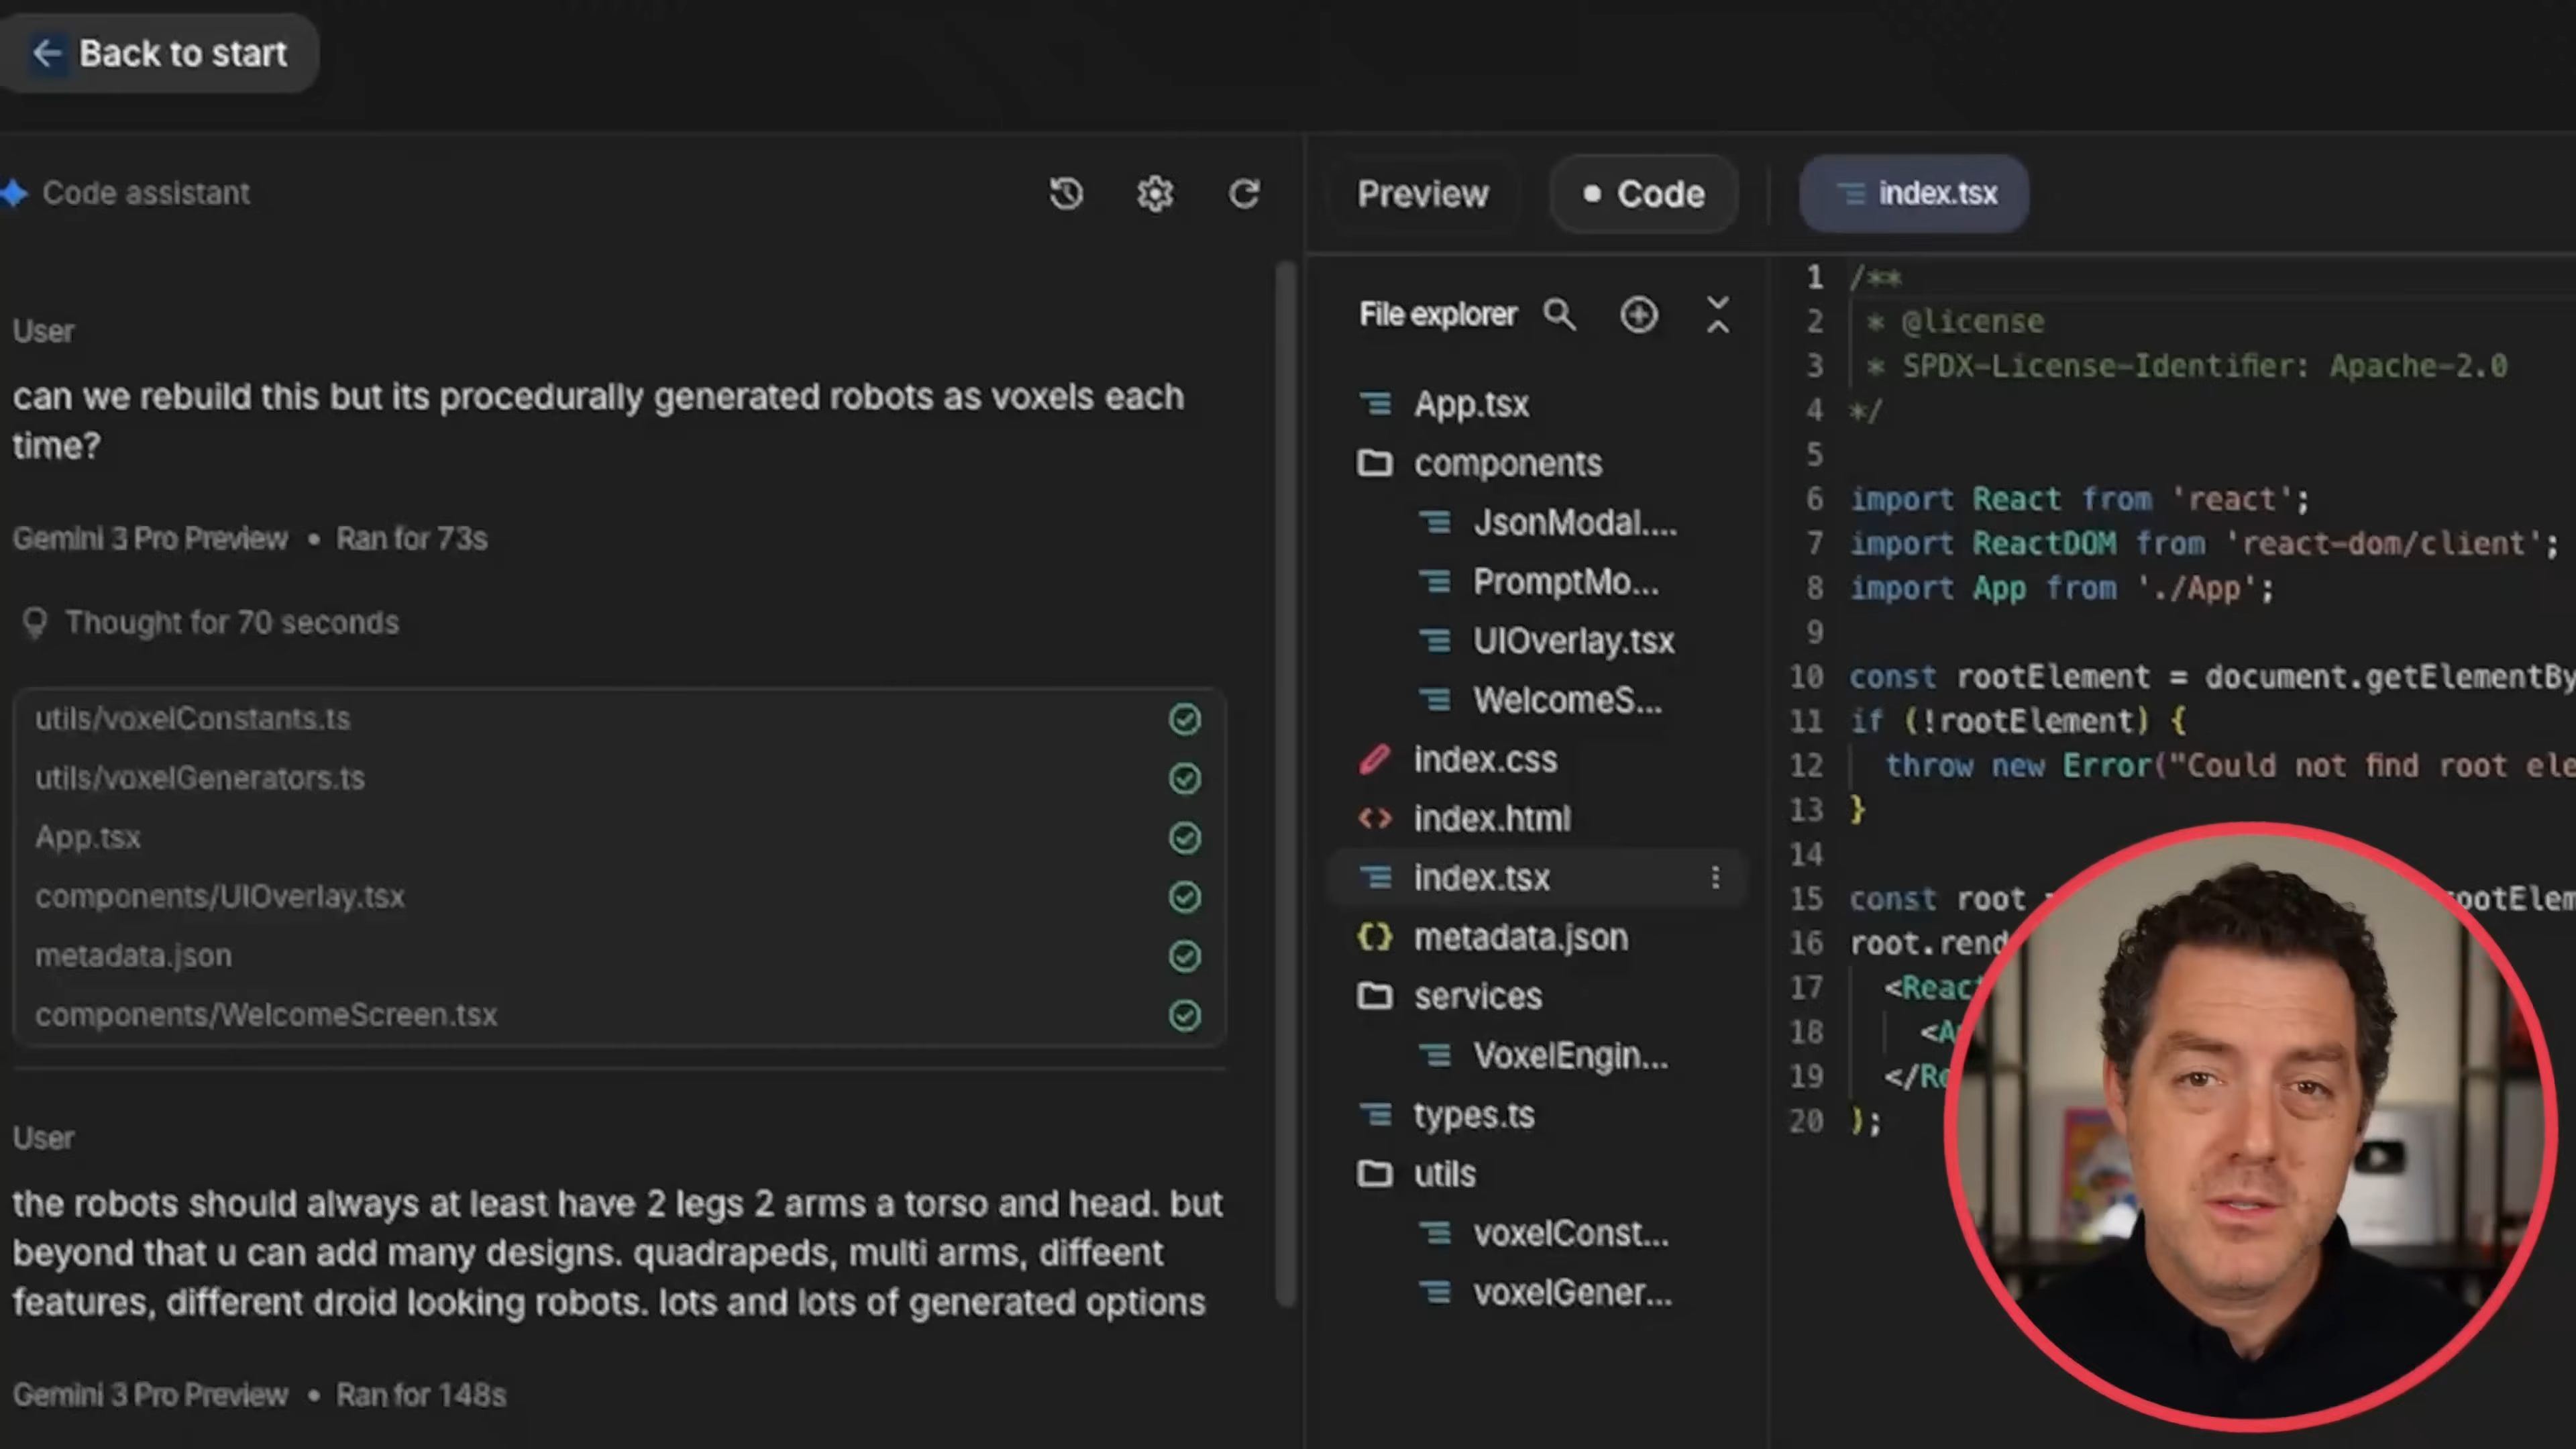 Back to start
Code assistant
User
can we rebuild this but its procedurally generated robots as voxels each
time?
Gemini 3 Pro Preview • Ran for 73s
Thought for 70 seconds
utils/voxelConstants.ts
utils/voxelGenerators.ts
App.tsx
components/UIOverlay.tsx
metadata.json
components/WelcomeScreen.tsx
User
the robots should always at least have 2 legs 2 arms a torso and head. but
beyond that u can add many designs. quadrapeds, multi arms, diffeent
features, different droid looking robots. lots and lots of generated options
Gemini 3 Pro Preview • Ran for 148s
Preview
Code
index.tsx
File explorer
App.tsx
components
JsonModal....
PromptMo...
UIOverlay.tsx
WelcomeS...
index.css
index.html
index.tsx
metadata.json
services
VoxelEngin...
types.ts
utils
voxelConst...
voxelGener...
1 /**
2 * @license
3 * SPDX-License-Identifier: Apache-2.0
4 */
5
6 import React from 'react';
7 import ReactDOM from 'react-dom/client';
8 import App from './App';
9
10 const rootElement = document.getElementBy
11 if (!rootElement) {
12 throw new Error("Could not find root ele
13 }
14
15 const root ootElem
16 root.rend
17 <Reac
18 <A
19 </Re
20 );